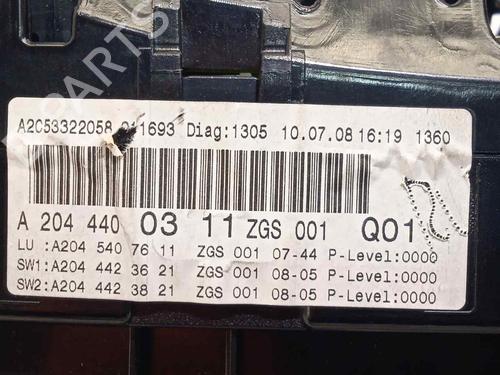 PARTS
A2C53322058 011693 Diag:1305 10.07.08 16:19 1360
A 204 440 03 11 ZGS 001 Q01
LU :A204 540 76 11 ZGS 001 07-44 P-Level:0000
SW1:A204 442 36 21 ZGS 001 08-05 P-Level:0000
SW2:A204 442 38 21 ZGS 001 08-05 P-Level:0000